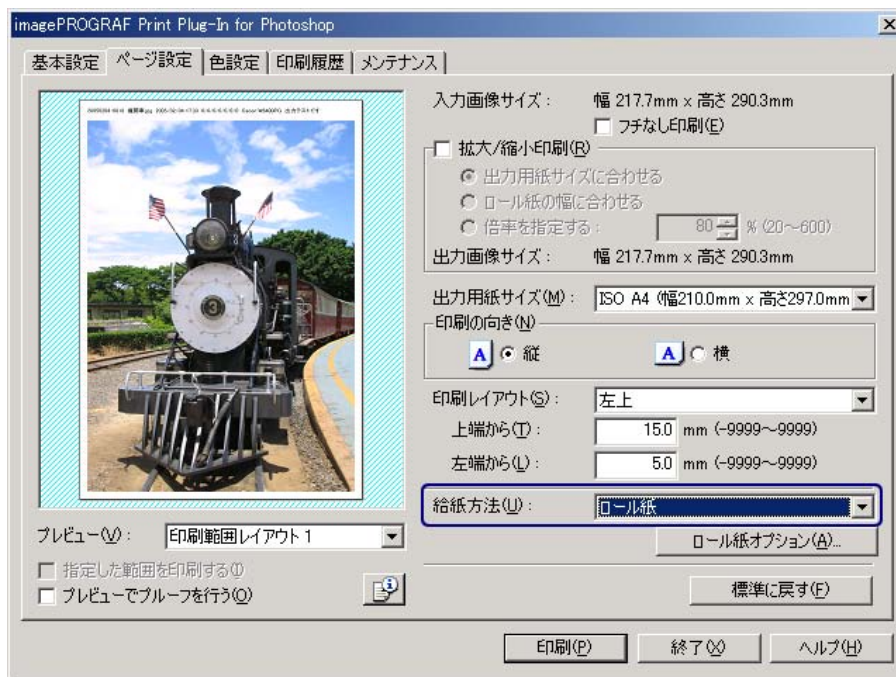 imagePROGRAF Print Plug-In for Photoshop
基本設定 ページ設定 色設定 印刷履歴 メンテナンス
入力画像サイズ： 幅 217.7mm x 高さ 290.3mm
フチなし印刷(E)
拡大/縮小印刷(R)
出力用紙サイズに合わせる
ロール紙の幅に合わせる
倍率を指定する： 80 % (20～600)
出力画像サイズ： 幅 217.7mm x 高さ 290.3mm
出力用紙サイズ(M)： ISO A4 (幅210.0mm x 高さ297.0mm
印刷の向き(N)
A 縦 A 横
印刷レイアウト(S)： 左上
上端から(T)： 15.0 mm (-9999～9999)
左端から(L)： 5.0 mm (-9999～9999)
給紙方法(U)： ロール紙
ロール紙オプション(A)...
プレビュー(V)： 印刷範囲レイアウト 1
指定した範囲を印刷する(I)
プレビューでプルーフを行う(O)
標準に戻す(F)
印刷(P) 終了(X) ヘルプ(H)
3